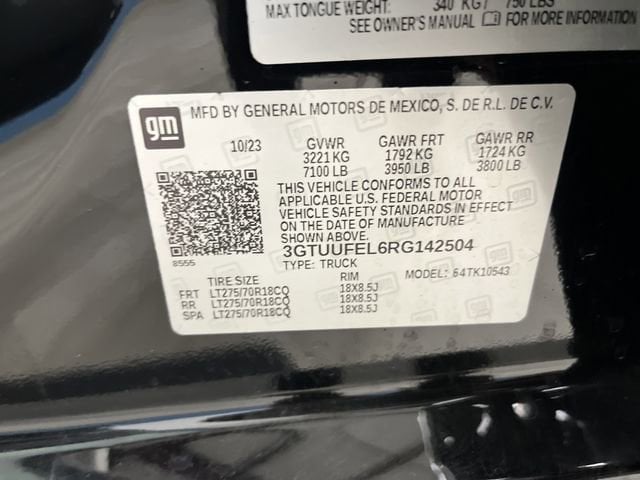 MAX TONGUE WEIGHT: 340 KG / 750 LBS
SEE OWNER'S MANUAL FOR MORE INFORMATION
gm
MFD BY GENERAL MOTORS DE MEXICO, S. DE R.L. DE C.V.
10/23 GVWR GAWR FRT GAWR RR
3221 KG 1792 KG 1724 KG
7100 LB 3950 LB 3800 LB
THIS VEHICLE CONFORMS TO ALL
APPLICABLE U.S. FEDERAL MOTOR
VEHICLE SAFETY STANDARDS IN EFFECT
ON THE DATE OF MANUFACTURE
SHOWN ABOVE.
8555
3GTUUFEL6RG142504
TYPE: TRUCK MODEL: 64TK10543
TIRE SIZE RIM
FRT LT275/70R18CQ 18X8.5J
RR LT275/70R18CQ 18X8.5J
SPA LT275/70R18CQ 18X8.5J